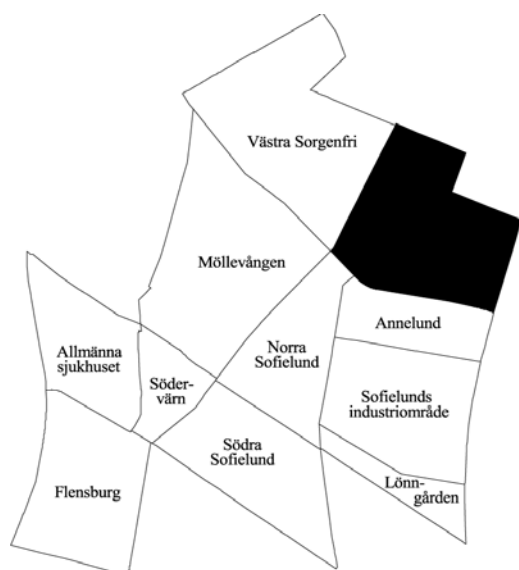 Västra Sorgenfri
Möllevången
Annelund
Allmänna
sjukhuset
Norra
Sofielund
Söder-
värn
Sofielunds
industriområde
Södra
Sofielund
Lönn-
gården
Flensburg